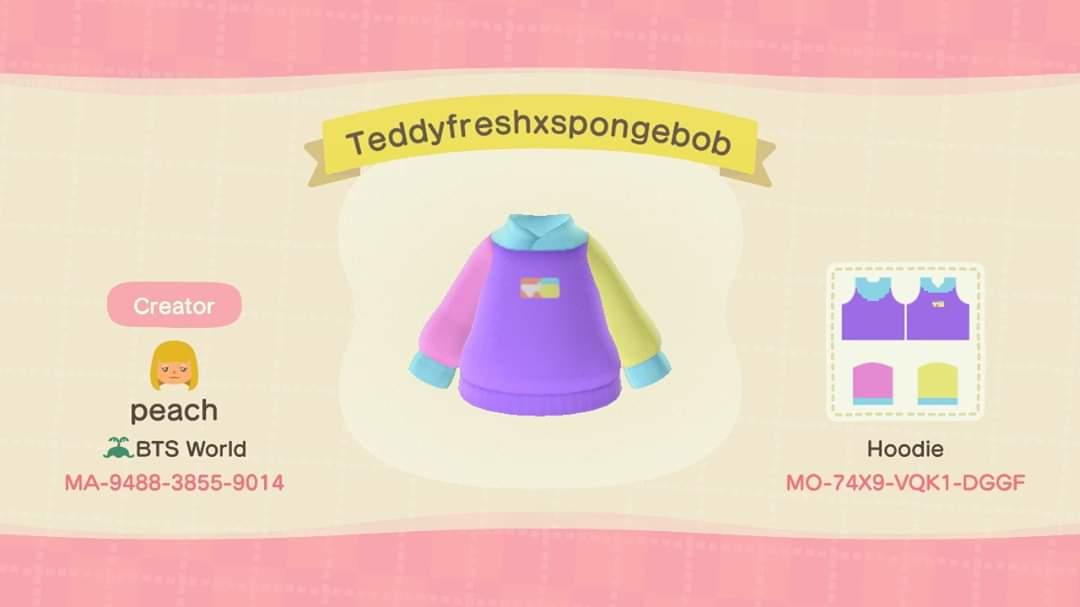 Teddyfreshxspongebob
Creator
peach
BTS World
MA-9488-3855-9014
Hoodie
MO-74X9-VQK1-DGGF